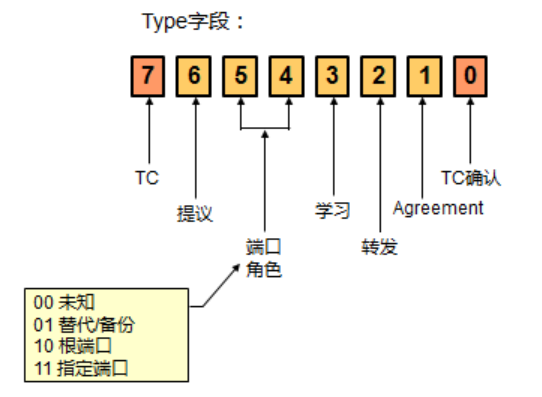 Type字段：
7 6 5 4 3 2 1 0
TC
提议
端口
角色
学习
转发
Agreement
TC确认
00 未知
01 替代/备份
10 根端口
11 指定端口